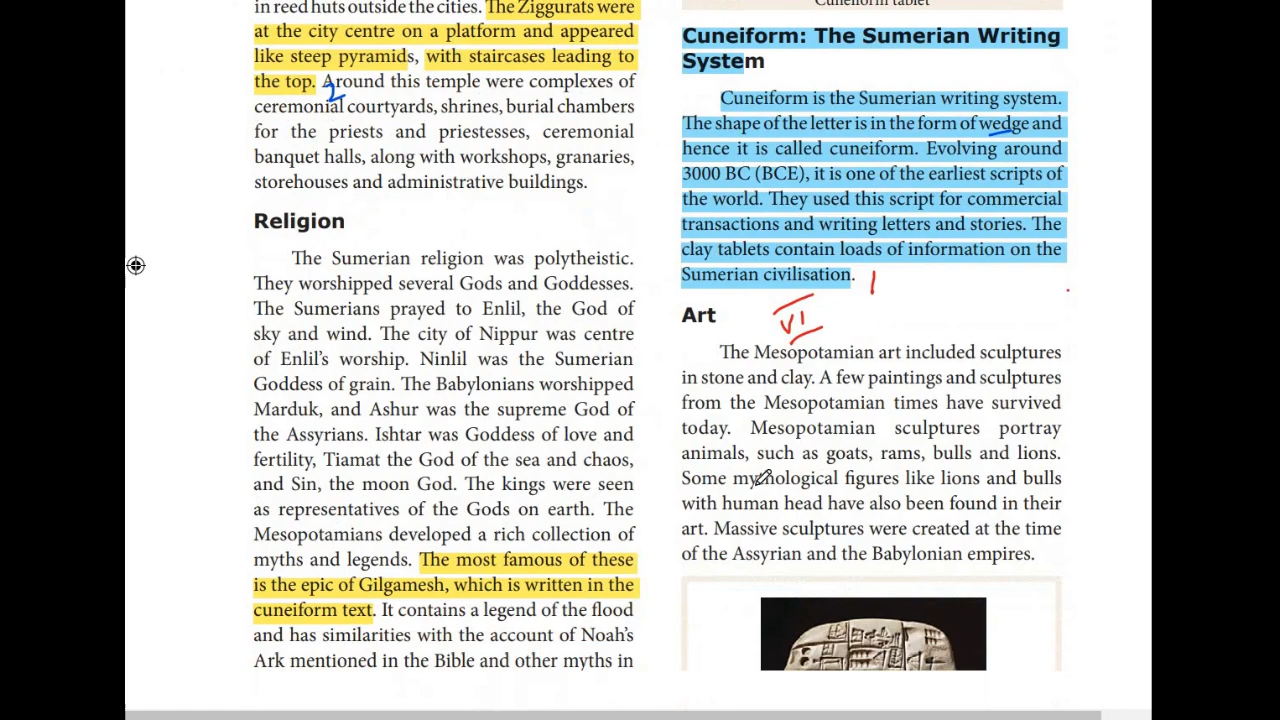 in reed huts outside the cities. The Ziggurats were
at the city centre on a platform and appeared
like steep pyramids, with staircases leading to
the top. Around this temple were complexes of
2
ceremonial courtyards, shrines, burial chambers
for the priests and priestesses, ceremonial
banquet halls, along with workshops, granaries,
storehouses and administrative buildings.
Religion
The Sumerian religion was polytheistic.
They worshipped several Gods and Goddesses.
The Sumerians prayed to Enlil, the God of
sky and wind. The city of Nippur was centre
of Enlil's worship. Ninlil was the Sumerian
Goddess of grain. The Babylonians worshipped
Marduk, and Ashur was the supreme God of
the Assyrians. Ishtar was Goddess of love and
fertility, Tiamat the God of the sea and chaos,
and Sin, the moon God. The kings were seen
as representatives of the Gods on earth. The
Mesopotamians developed a rich collection of
myths and legends. The most famous of these
is the epic of Gilgamesh, which is written in the
cuneiform text. It contains a legend of the flood
and has similarities with the account of Noah's
Ark mentioned in the Bible and other myths in
Cuneiform tablet
Cuneiform: The Sumerian Writing
System
Cuneiform is the Sumerian writing system.
The shape of the letter is in the form of wedge and
hence it is called cuneiform. Evolving around
3000 BC (BCE), it is one of the earliest scripts of
the world. They used this script for commercial
transactions and writing letters and stories. The
clay tablets contain loads of information on the
Sumerian civilisation.
Art
VI
The Mesopotamian art included sculptures
in stone and clay. A few paintings and sculptures
from the Mesopotamian times have survived
today. Mesopotamian sculptures portray
animals, such as goats, rams, bulls and lions.
Some mythological figures like lions and bulls
with human head have also been found in their
art. Massive sculptures were created at the time
of the Assyrian and the Babylonian empires.